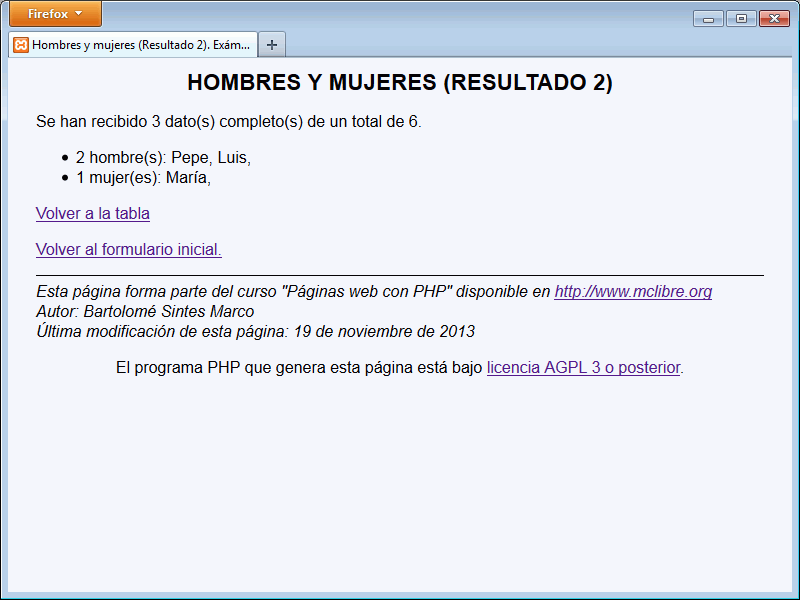 Firefox
Hombres y mujeres (Resultado 2). Exám...
HOMBRES Y MUJERES (RESULTADO 2)
Se han recibido 3 dato(s) completo(s) de un total de 6.
2 hombre(s): Pepe, Luis,
1 mujer(es): María,
Volver a la tabla
Volver al formulario inicial.
Esta página forma parte del curso "Páginas web con PHP" disponible en http://www.mclibre.org
Autor: Bartolomé Sintes Marco
Última modificación de esta página: 19 de noviembre de 2013
El programa PHP que genera esta página está bajo licencia AGPL 3 o posterior.